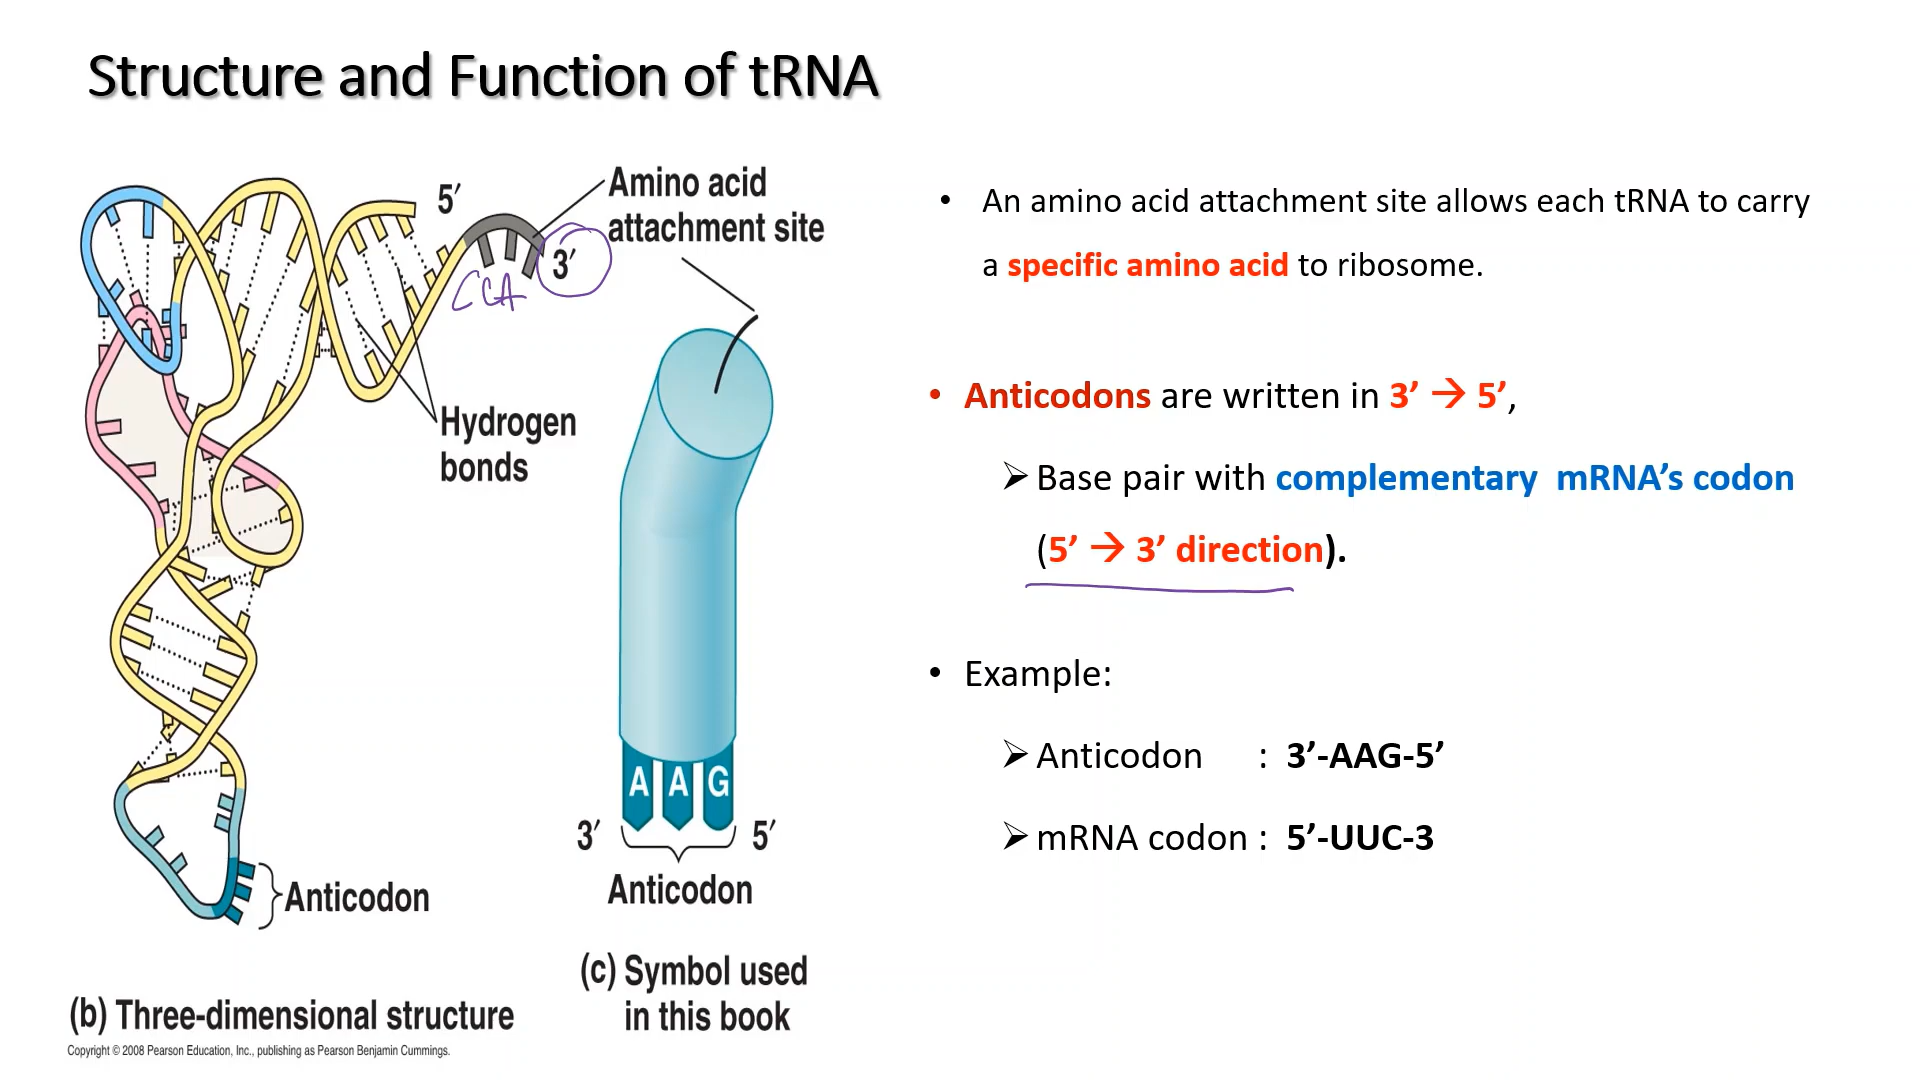 Structure and Function of tRNA
5′
Amino acid
attachment site
3′
CCA
Hydrogen
bonds
Anticodon
A A G
3′ 5′
Anticodon
(b) Three-dimensional structure
(c) Symbol used
in this book
Copyright © 2008 Pearson Education, Inc., publishing as Pearson Benjamin Cummings.
• An amino acid attachment site allows each tRNA to carry
a specific amino acid to ribosome.
• Anticodons are written in 3’ → 5’,
➢ Base pair with complementary mRNA’s codon
(5’ → 3’ direction).
• Example:
➢ Anticodon : 3’-AAG-5’
➢ mRNA codon : 5’-UUC-3